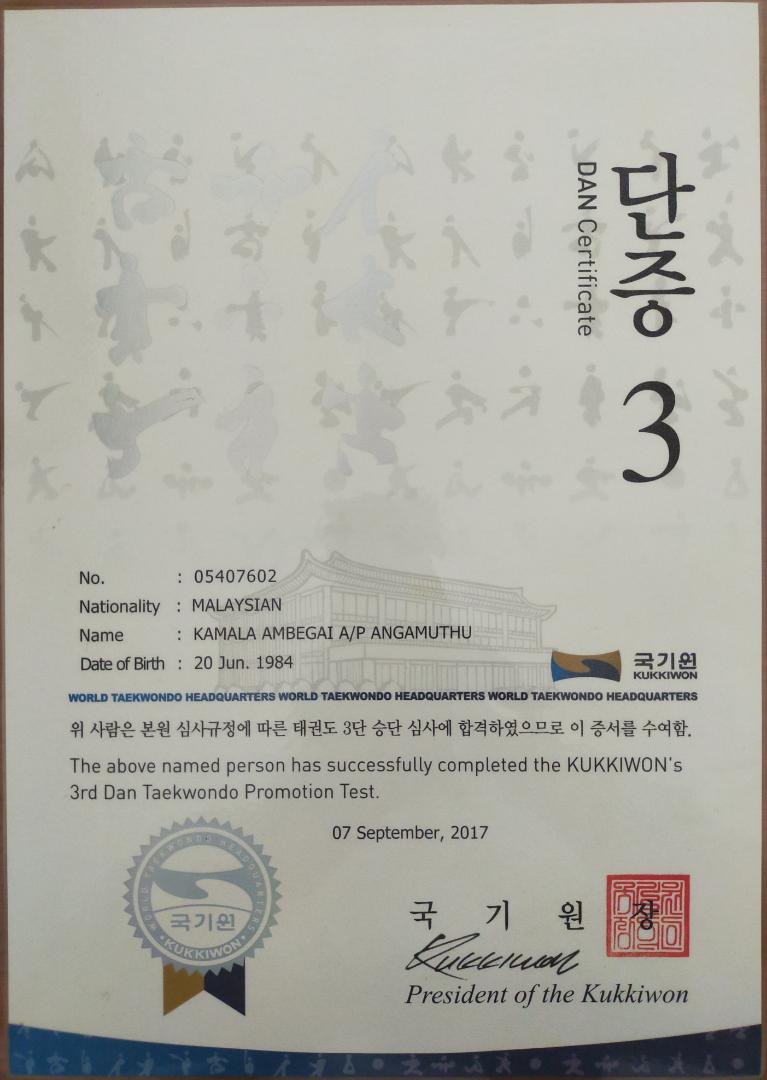 단증
DAN Certificate
3
No. : 05407602
Nationality : MALAYSIAN
Name : KAMALA AMBEGAI A/P ANGAMUTHU
Date of Birth : 20 Jun. 1984
국기원
KUKKIWON
WORLD TAEKWONDO HEADQUARTERS WORLD TAEKWONDO HEADQUARTERS WORLD TAEKWONDO HEADQUARTERS
위 사람은 본원 심사규정에 따른 태권도 3단 승단 심사에 합격하였으므로 이 증서를 수여함.
The above named person has successfully completed the KUKKIWON's
3rd Dan Taekwondo Promotion Test.
07 September, 2017
WORLD TAEKWONDO HEADQUARTERS
국기원
KUKKIWON
국 기 원 장
Kukkiwon
President of the Kukkiwon